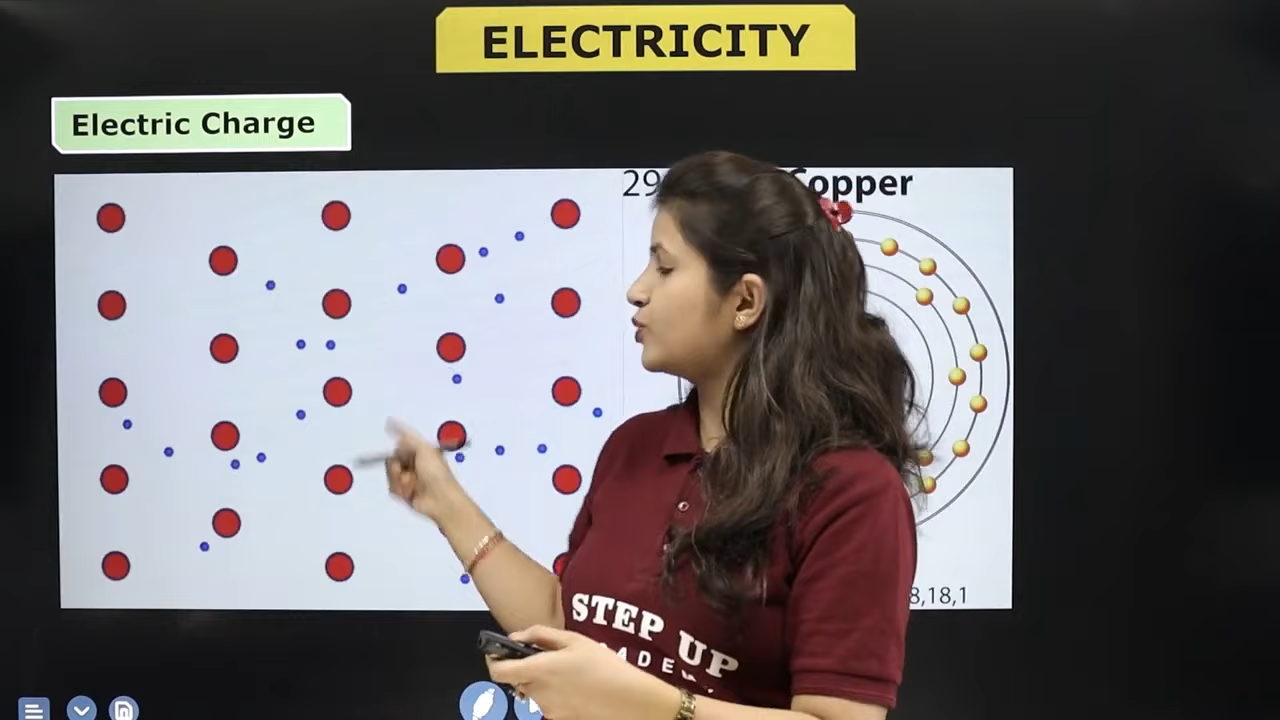 ELECTRICITY
Electric Charge
29
Copper
8,18,1
STEP UP